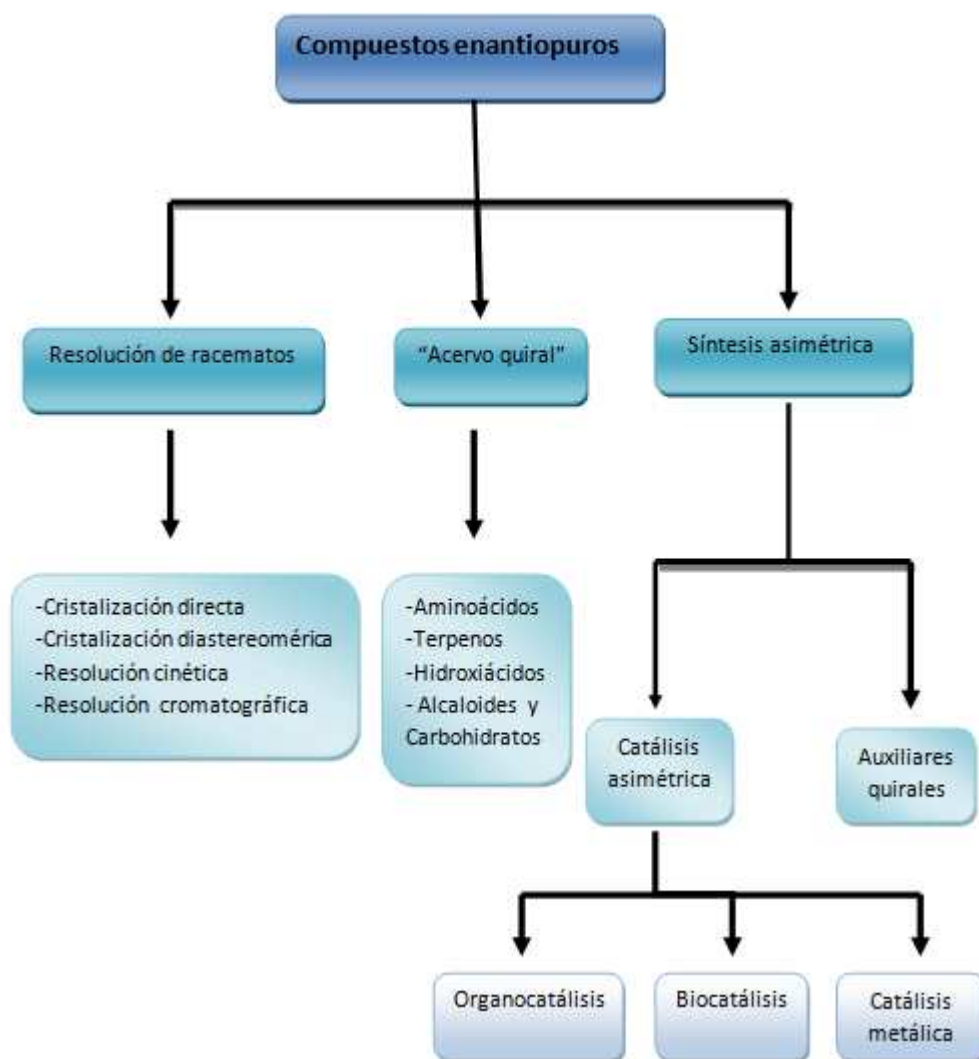 Compuestos enantiopuros
Resolución de racematos
“Acervo quiral”
Síntesis asimétrica
-Cristalización directa
-Cristalización diastereomérica
-Resolución cinética
-Resolución cromatográfica
-Aminoácidos
-Terpenos
-Hidroxiácidos
- Alcaloides y
Carbohidratos
Catálisis
asimétrica
Auxiliares
quirales
Organocatálisis
Biocatálisis
Catálisis
metálica